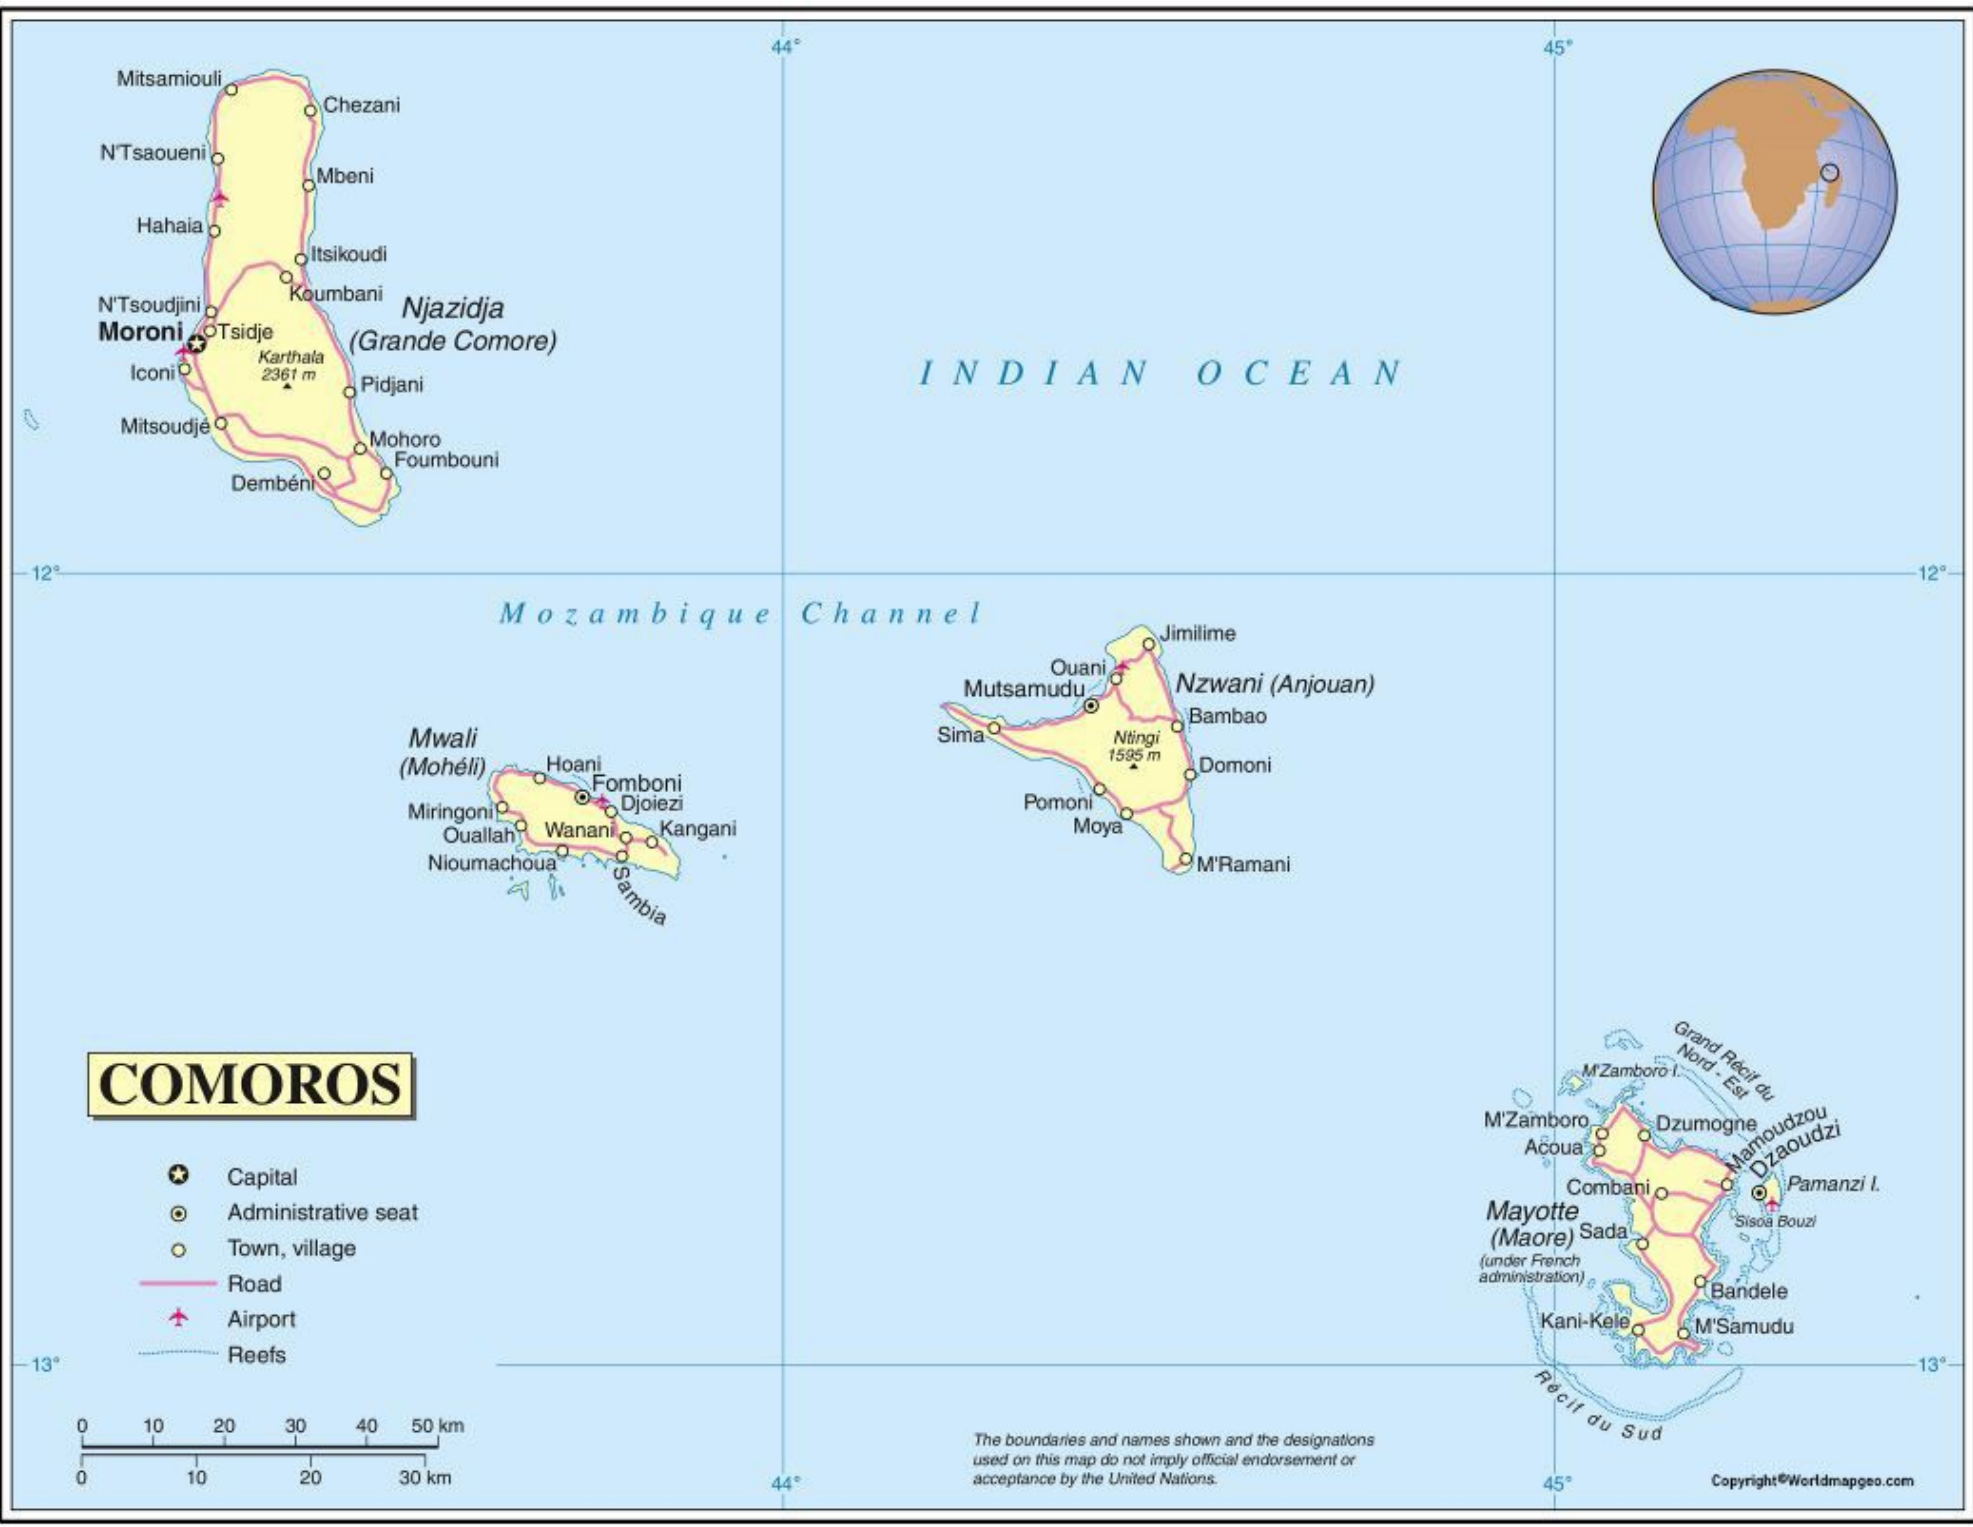 44°
45°
Mitsamiouli
Chezani
N'Tsaoueni
Mbeni
Hahaia
Itsikoudi
Koumbani
N'Tsoudjini
Njazidja
(Grande Comore)
Moroni
Tsidje
Karthala
2361 m
Iconi
Pidjani
Mitsoudjé
Mohoro
Foumbouni
Dembéni
INDIAN OCEAN
12°
12°
Mozambique Channel
Jimilime
Ouani
Mutsamudu
Nzwani (Anjouan)
Bambao
Sima
Ntingi
1595 m
Domoni
Pomoni
Moya
M'Ramani
Mwali
(Mohéli)
Hoani
Fomboni
Djoiezi
Miringoni
Ouallah
Wanani
Kangani
Nioumachoua
Sambia
Grand Récif du
Nord - Est
M'Zamboro I.
M'Zamboro
Dzumogne
Mamoudzou
Dzaoudzi
Acoua
Combani
Pamanzi I.
Mayotte
(Maore)
(under French
administration)
Sada
Sisoa Bouzi
Bandele
Kani-Kele
M'Samudu
Récif du Sud
COMOROS
Capital
Administrative seat
Town, village
Road
Airport
Reefs
13°
13°
0 10 20 30 40 50 km
0 10 20 30 km
The boundaries and names shown and the designations
used on this map do not imply official endorsement or
acceptance by the United Nations.
44°
45°
Copyright©Worldmapgeo.com